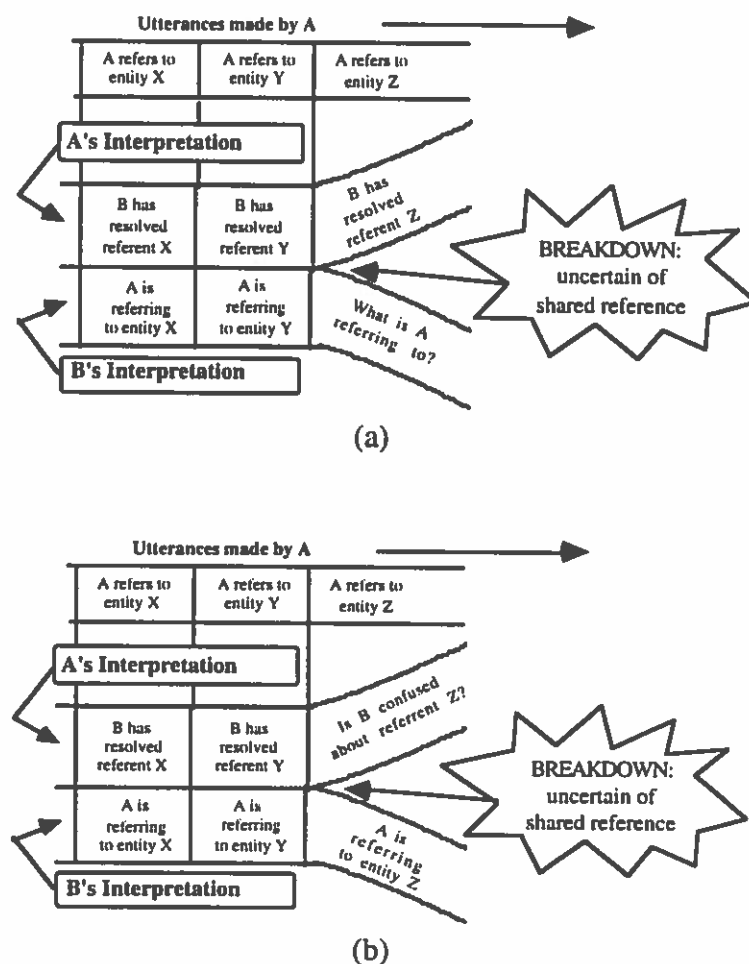 Utterances made by A
A refers to
entity X
A refers to
entity Y
A refers to
entity Z
A's Interpretation
B has
resolved
referent X
B has
resolved
referent Y
B has
resolved
referent Z
BREAKDOWN:
uncertain of
shared reference
A is
referring
to entity X
A is
referring
to entity Y
What is A
referring to?
B's Interpretation
(a)
Utterances made by A
A refers to
entity X
A refers to
entity Y
A refers to
entity Z
A's Interpretation
B has
resolved
referent X
B has
resolved
referent Y
Is B confused
about referrent Z?
BREAKDOWN:
uncertain of
shared reference
A is
referring
to entity X
A is
referring
to entity Y
A is
referring
to entity Z
B's Interpretation
(b)